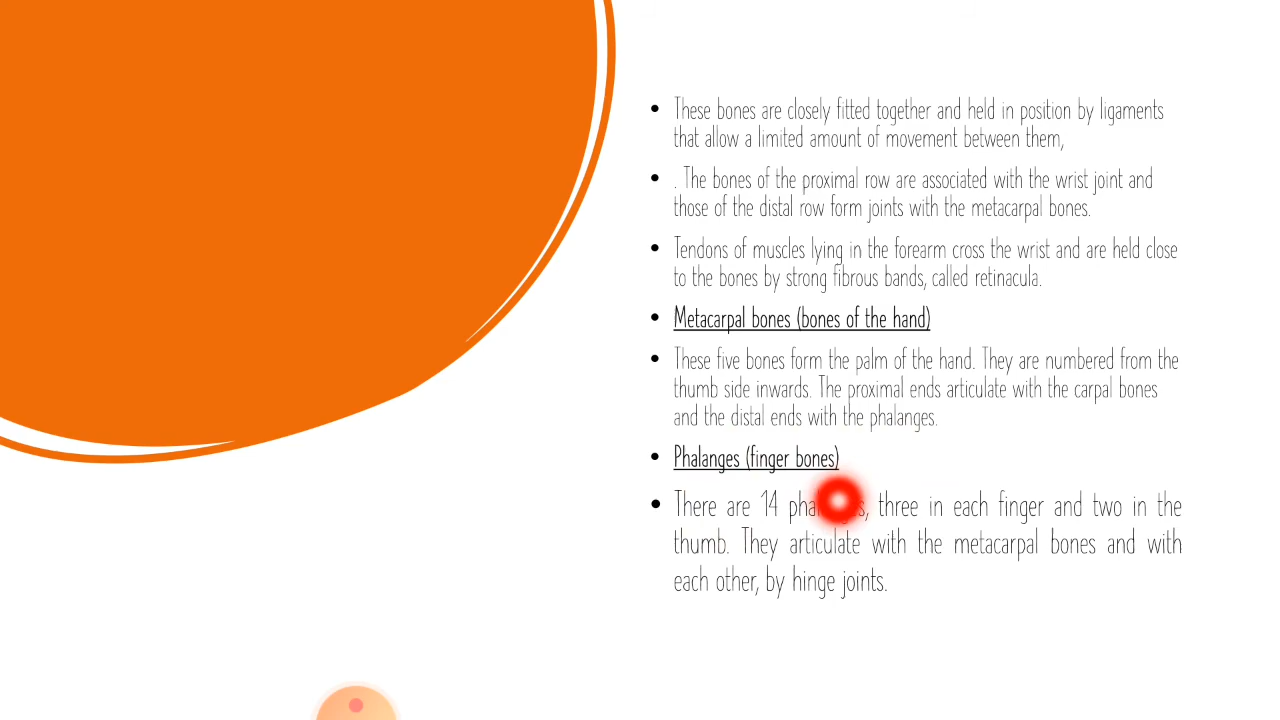 • These bones are closely fitted together and held in position by ligaments
that allow a limited amount of movement between them,
• . The bones of the proximal row are associated with the wrist joint and
those of the distal row form joints with the metacarpal bones.
• Tendons of muscles lying in the forearm cross the wrist and are held close
to the bones by strong fibrous bands, called retinacula.
• Metacarpal bones (bones of the hand)
• These five bones form the palm of the hand. They are numbered from the
thumb side inwards. The proximal ends articulate with the carpal bones
and the distal ends with the phalanges.
• Phalanges (finger bones)
• There are 14 phalanges, three in each finger and two in the
thumb. They articulate with the metacarpal bones and with
each other, by hinge joints.